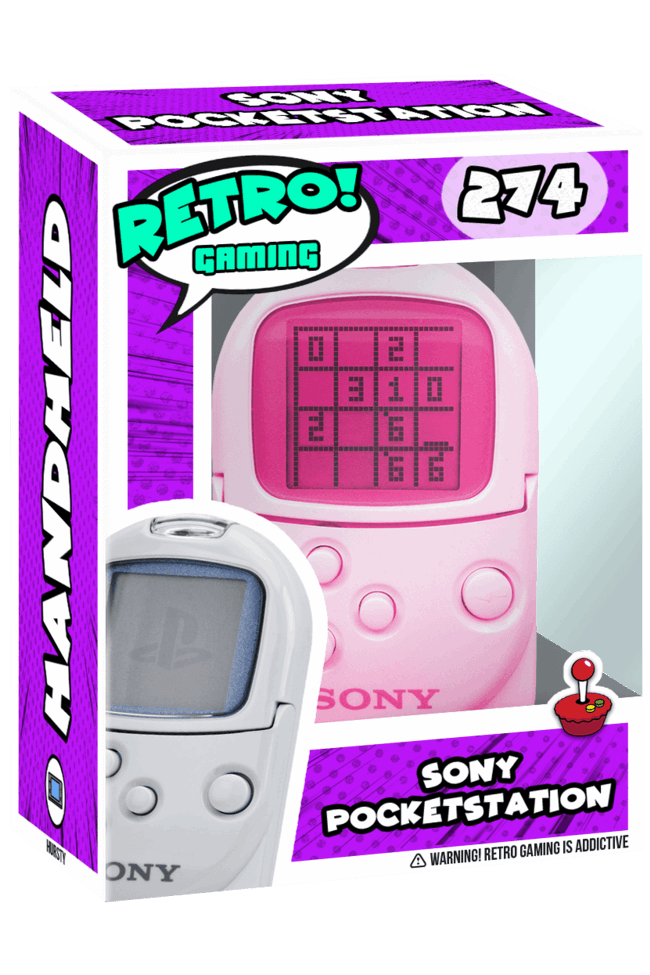 SONY
POCKETSTATION
RETRO!
GAMING
274
HANDHELD
0 2
3 1 0
2 6
6 6
SONY
ONY
SONY
POCKETSTATION
WARNING! RETRO GAMING IS ADDICTIVE
HURSTY